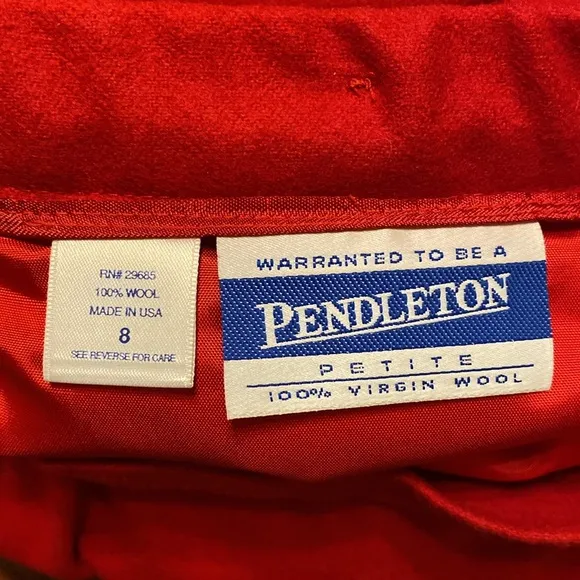 RN# 29685
100% WOOL
MADE IN USA
8
SEE REVERSE FOR CARE
WARRANTED TO BE A
PENDLETON
PETITE
100% VIRGIN WOOL